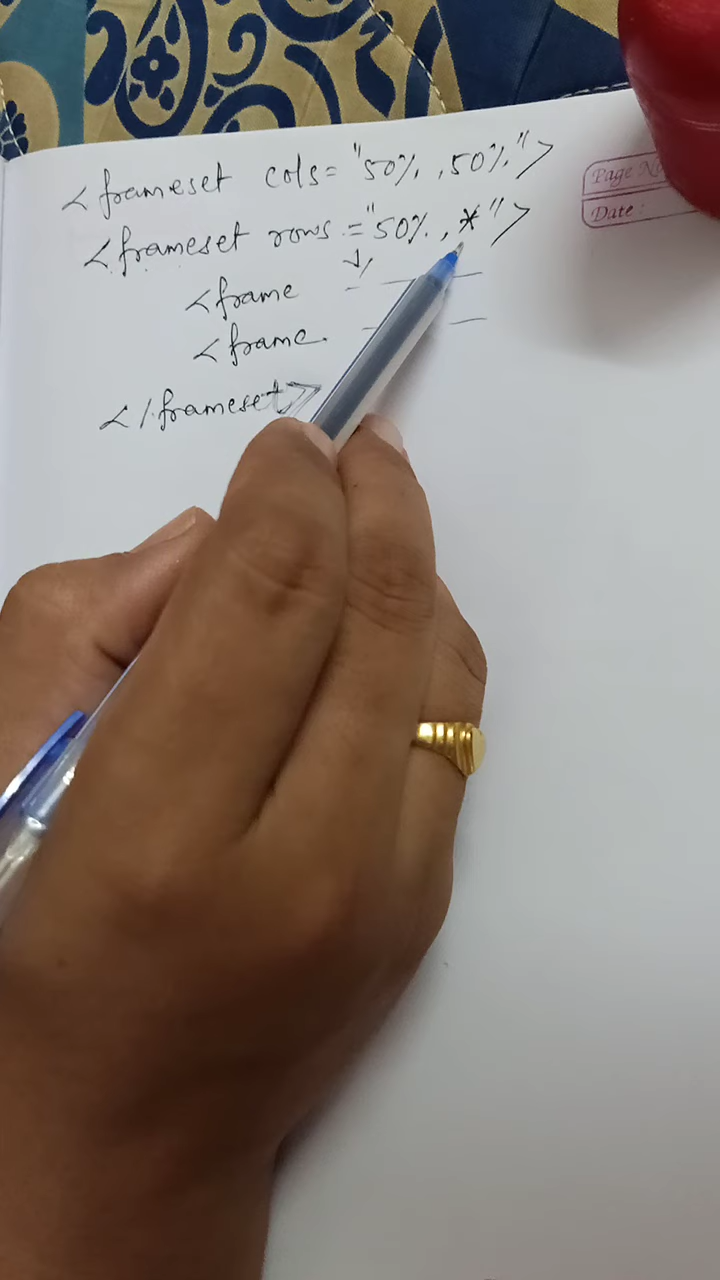 <frameset cols="50%,50%">
<frameset rows="50%,*">
<frame
<frame
</frameset>
Page No
Date: